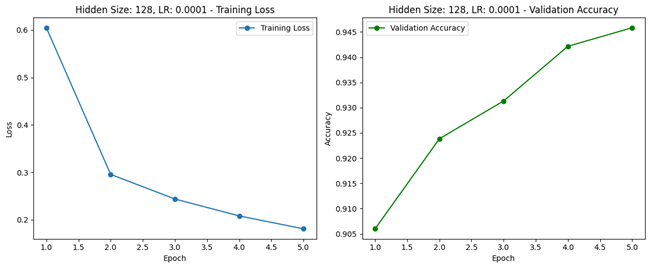 Hidden Size: 128, LR: 0.0001 - Training Loss
Training Loss
0.6
0.5
0.4
0.3
0.2
Loss
1.0 1.5 2.0 2.5 3.0 3.5 4.0 4.5 5.0
Epoch
Hidden Size: 128, LR: 0.0001 - Validation Accuracy
Validation Accuracy
0.945
0.940
0.935
0.930
0.925
0.920
0.915
0.910
0.905
Accuracy
1.0 1.5 2.0 2.5 3.0 3.5 4.0 4.5 5.0
Epoch